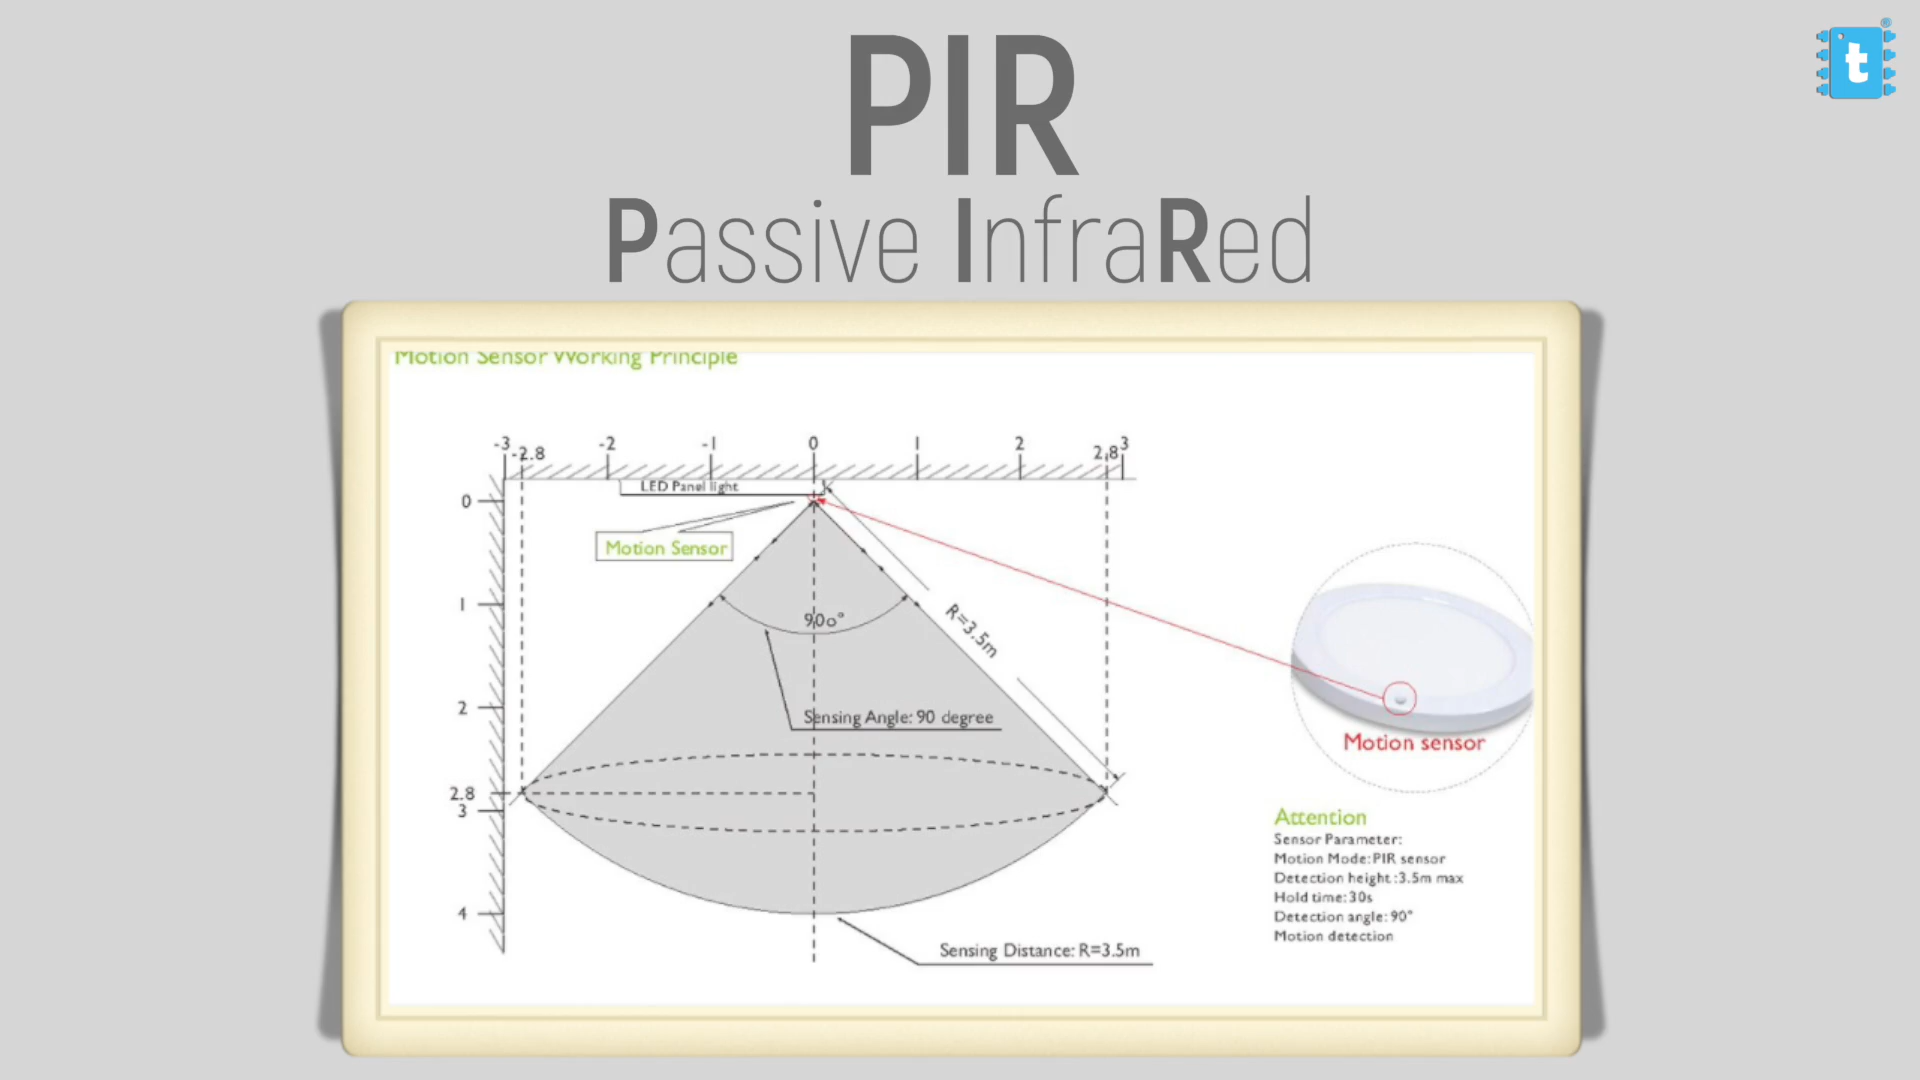 PIR
t
®
Passive InfraRed
Motion Sensor Working Principle
-3 -2.8 -2 -1 0 1 2 2,8 3
LED Panel light
0
Motion Sensor
1
90o°
R=3.5m
2
Sensing Angle: 90 degree
Motion sensor
2.8
3
Attention
Sensor Parameter:
Motion Mode:PIR sensor
Detection height :3.5m max
Hold time:30s
Detection angle: 90°
Motion detection
4
Sensing Distance: R=3.5m